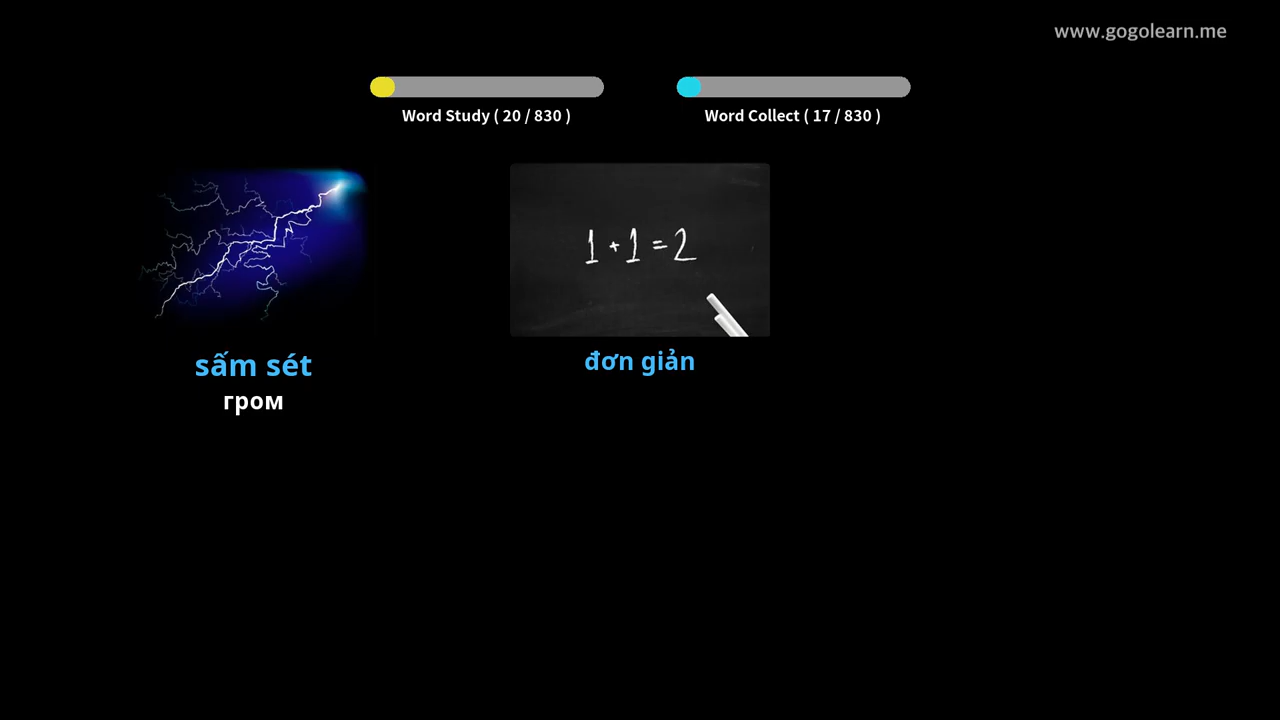 www.gogolearn.me
Word Study ( 20 / 830 )
Word Collect ( 17 / 830 )
1 + 1 = 2
sấm sét
гром
đơn giản